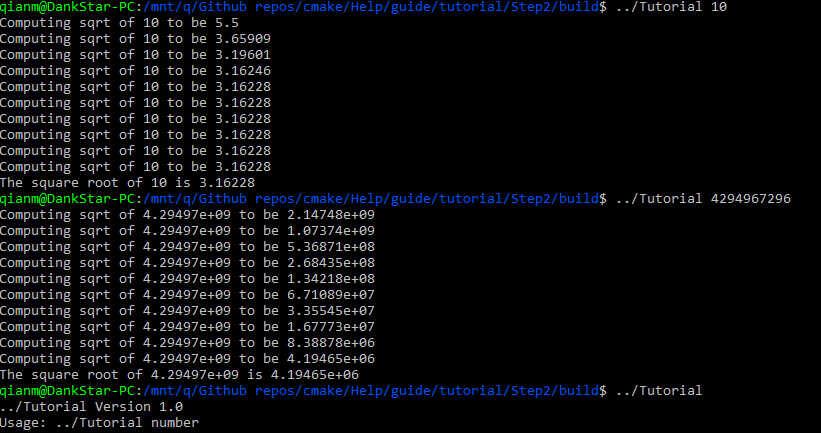 qianm@DankStar-PC:/mnt/q/Github repos/cmake/Help/guide/tutorial/Step2/build$ ../Tutorial 10
Computing sqrt of 10 to be 5.5
Computing sqrt of 10 to be 3.65909
Computing sqrt of 10 to be 3.19601
Computing sqrt of 10 to be 3.16246
Computing sqrt of 10 to be 3.16228
Computing sqrt of 10 to be 3.16228
Computing sqrt of 10 to be 3.16228
Computing sqrt of 10 to be 3.16228
Computing sqrt of 10 to be 3.16228
Computing sqrt of 10 to be 3.16228
The square root of 10 is 3.16228
qianm@DankStar-PC:/mnt/q/Github repos/cmake/Help/guide/tutorial/Step2/build$ ../Tutorial 4294967296
Computing sqrt of 4.29497e+09 to be 2.14748e+09
Computing sqrt of 4.29497e+09 to be 1.07374e+09
Computing sqrt of 4.29497e+09 to be 5.36871e+08
Computing sqrt of 4.29497e+09 to be 2.68435e+08
Computing sqrt of 4.29497e+09 to be 1.34218e+08
Computing sqrt of 4.29497e+09 to be 6.71089e+07
Computing sqrt of 4.29497e+09 to be 3.35545e+07
Computing sqrt of 4.29497e+09 to be 1.67773e+07
Computing sqrt of 4.29497e+09 to be 8.38878e+06
Computing sqrt of 4.29497e+09 to be 4.19465e+06
The square root of 4.29497e+09 is 4.19465e+06
qianm@DankStar-PC:/mnt/q/Github repos/cmake/Help/guide/tutorial/Step2/build$ ../Tutorial
../Tutorial Version 1.0
Usage: ../Tutorial number